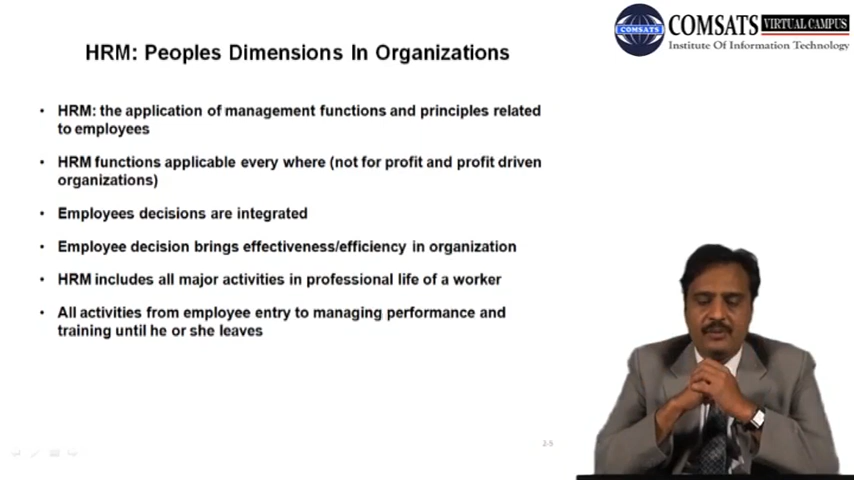 COMSATS
COMSATS VIRTUAL CAMPUS
Institute Of Information Technology
HRM: Peoples Dimensions In Organizations
• HRM: the application of management functions and principles related
to employees
• HRM functions applicable every where (not for profit and profit driven
organizations)
• Employees decisions are integrated
• Employee decision brings effectiveness/efficiency in organization
• HRM includes all major activities in professional life of a worker
• All activities from employee entry to managing performance and
training until he or she leaves
2-5